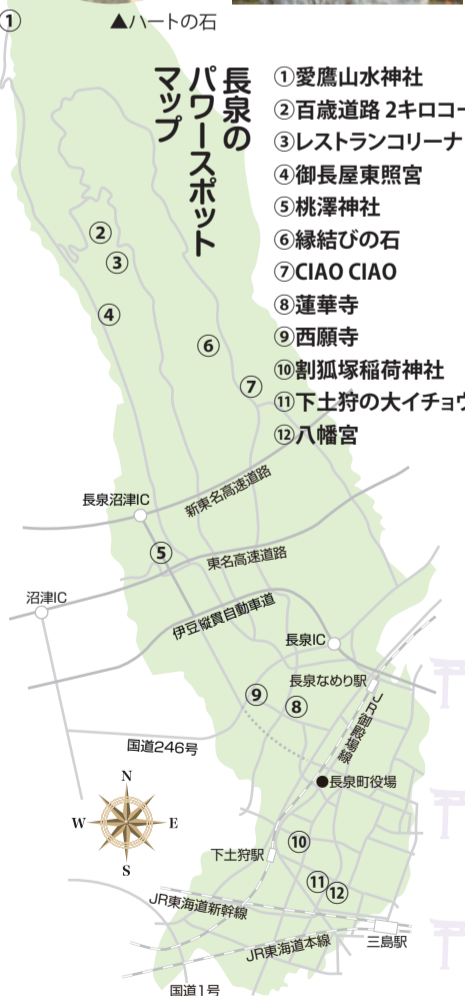 ①
▲ハートの石
長泉の
パワースポット
マップ
①愛鷹山水神社
②百歳道路 2キロコー
③レストランコリーナ
④御長屋東照宮
⑤桃澤神社
⑥縁結びの石
⑦CIAO CIAO
⑧蓮華寺
⑨西願寺
⑩割狐塚稲荷神社
⑪下土狩の大イチョウ
⑫八幡宮
②
③
④
⑥
⑦
長泉沼津IC
新東名高速道路
⑤
東名高速道路
沼津IC
伊豆縦貫自動車道
長泉IC
長泉なめり駅
⑨
⑧
JR御殿場線
国道246号
N
W
E
S
●長泉町役場
⑩
下土狩駅
⑪
⑫
JR東海道新幹線
三島駅
JR東海道本線
国道1号